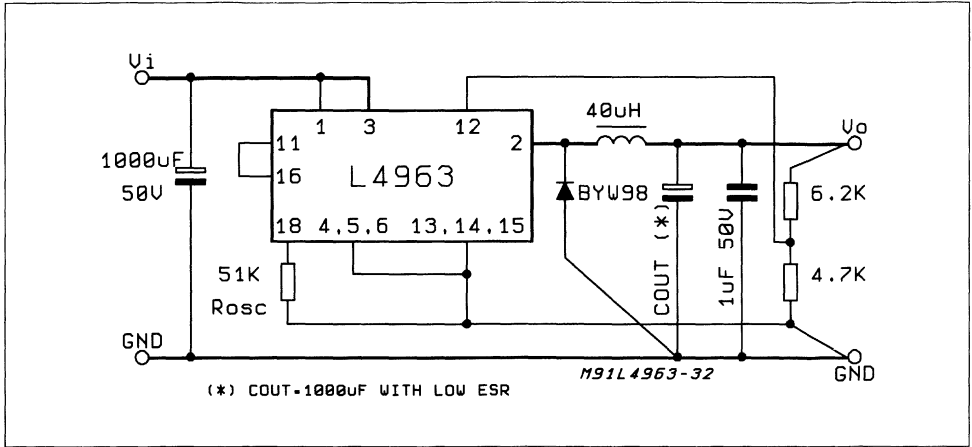 Vi
1 3 12
40uH
Vo
11
2
1000uF
50V
16
L4963
BYW98
6.2K
18 4,5,6 13,14,15
COUT (*)
1uF 50V
51K
Rosc
4.7K
GND
GND
M91L4963-32
(*) COUT=1000uF WITH LOW ESR